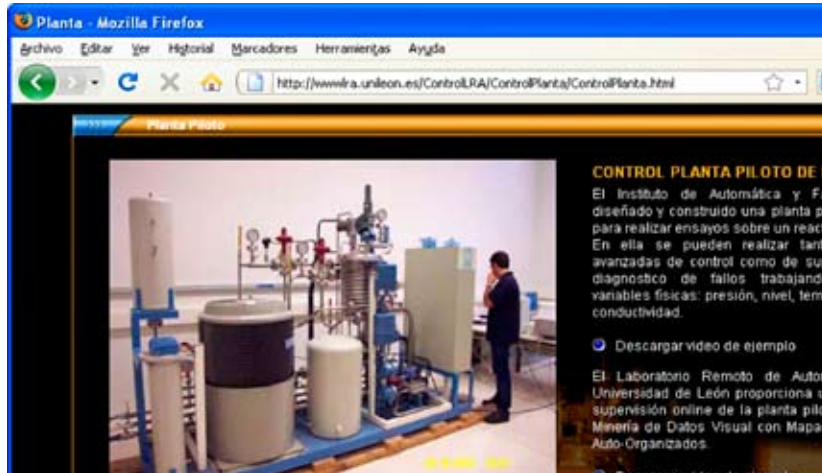 Planta - Mozilla Firefox
Archivo Editar Ver Historial Marcadores Herramientas Ayuda
http://wwwlra.unileon.es/ControlLRA/ControlPlanta/ControlPlanta.html
Planta Piloto
CONTROL PLANTA PILOTO DE
El Instituto de Automática y F
diseñado y construido una planta p
para realizar ensayos sobre un reac
En ella se pueden realizar tan
avanzadas de control como de su
diagnostico de fallos trabajand
variables físicas: presión, nivel, tem
conductividad.
Descargar video de ejemplo
El Laboratorio Remoto de Auto
Universidad de León proporciona u
supervisión online de la planta pil
Minería de Datos Visual con Mapa
Auto-Organizados.